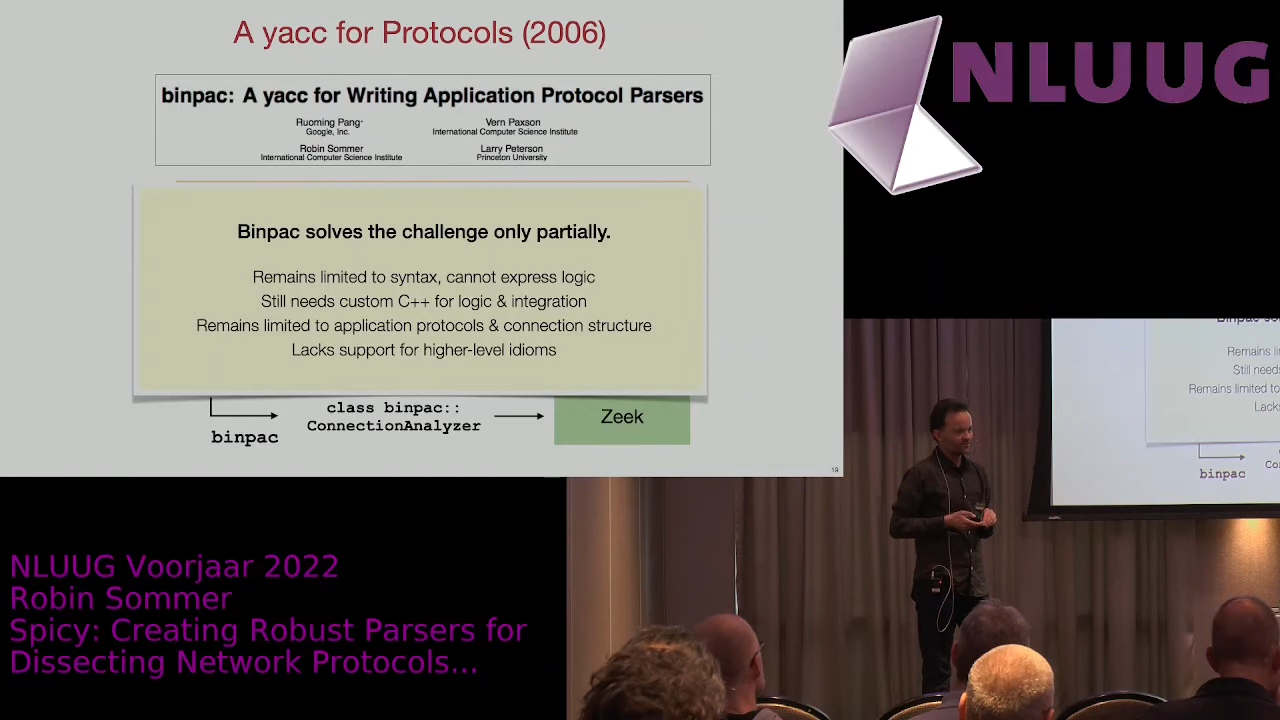 A yacc for Protocols (2006)
binpac: A yacc for Writing Application Protocol Parsers
Ruoming Pang*
Google, Inc.
Vern Paxson
International Computer Science Institute
Robin Sommer
International Computer Science Institute
Larry Peterson
Princeton University
Binpac solves the challenge only partially.
Remains limited to syntax, cannot express logic
Still needs custom C++ for logic & integration
Remains limited to application protocols & connection structure
Lacks support for higher-level idioms
binpac
class binpac::
ConnectionAnalyzer
Zeek
19
NLUUG
Remains li
Still needs
Remains limited to
Lacks
binpac
NLUUG Voorjaar 2022
Robin Sommer
Spicy: Creating Robust Parsers for
Dissecting Network Protocols...